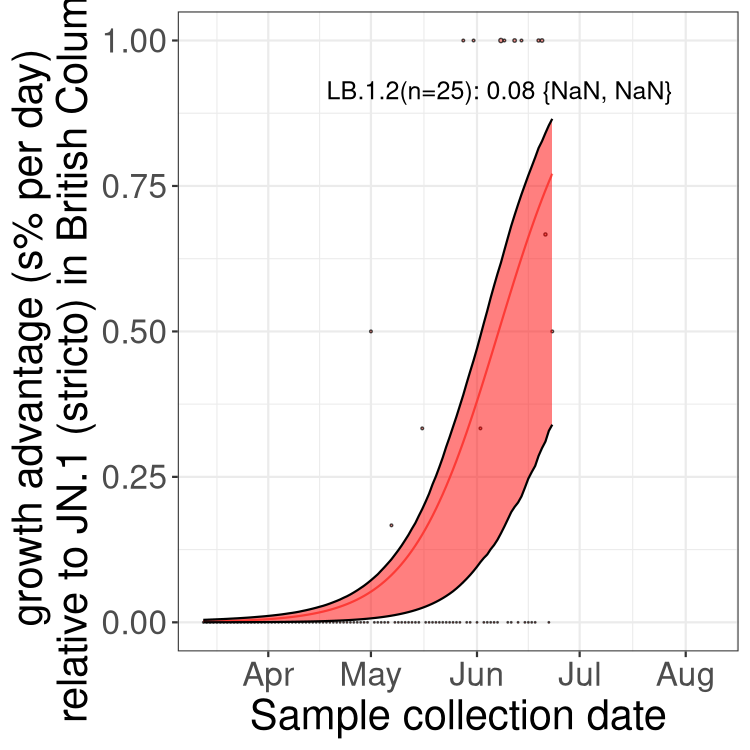 growth advantage (s% per day)
relative to JN.1 (stricto) in British Colum
1.00
0.75
0.50
0.25
0.00
LB.1.2(n=25): 0.08 {NaN, NaN}
Apr May Jun Jul Aug
Sample collection date